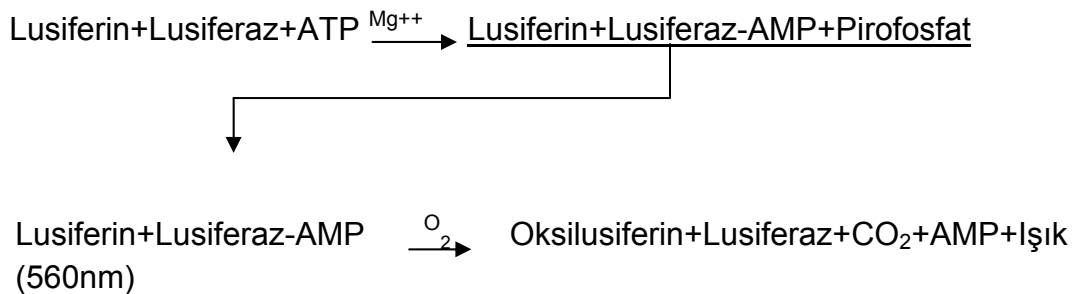 Lusiferin+Lusiferaz+ATP Mg++ Lusiferin+Lusiferaz-AMP+Pirofosfat
Lusiferin+Lusiferaz-AMP O2 Oksilusiferin+Lusiferaz+CO2+AMP+Işık
(560nm)